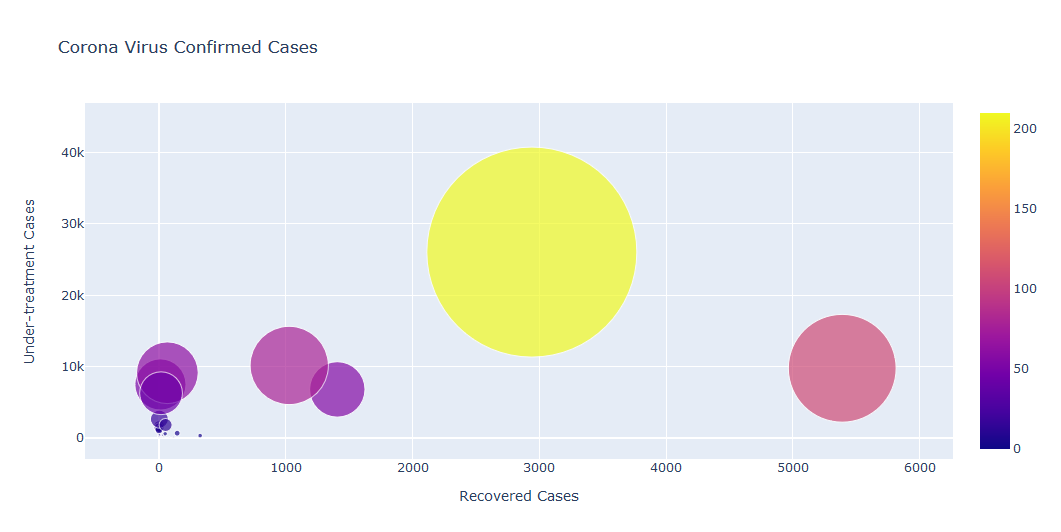 Corona Virus Confirmed Cases
40k
30k
20k
10k
0
Under-treatment Cases
0 1000 2000 3000 4000 5000 6000
Recovered Cases
200
150
100
50
0